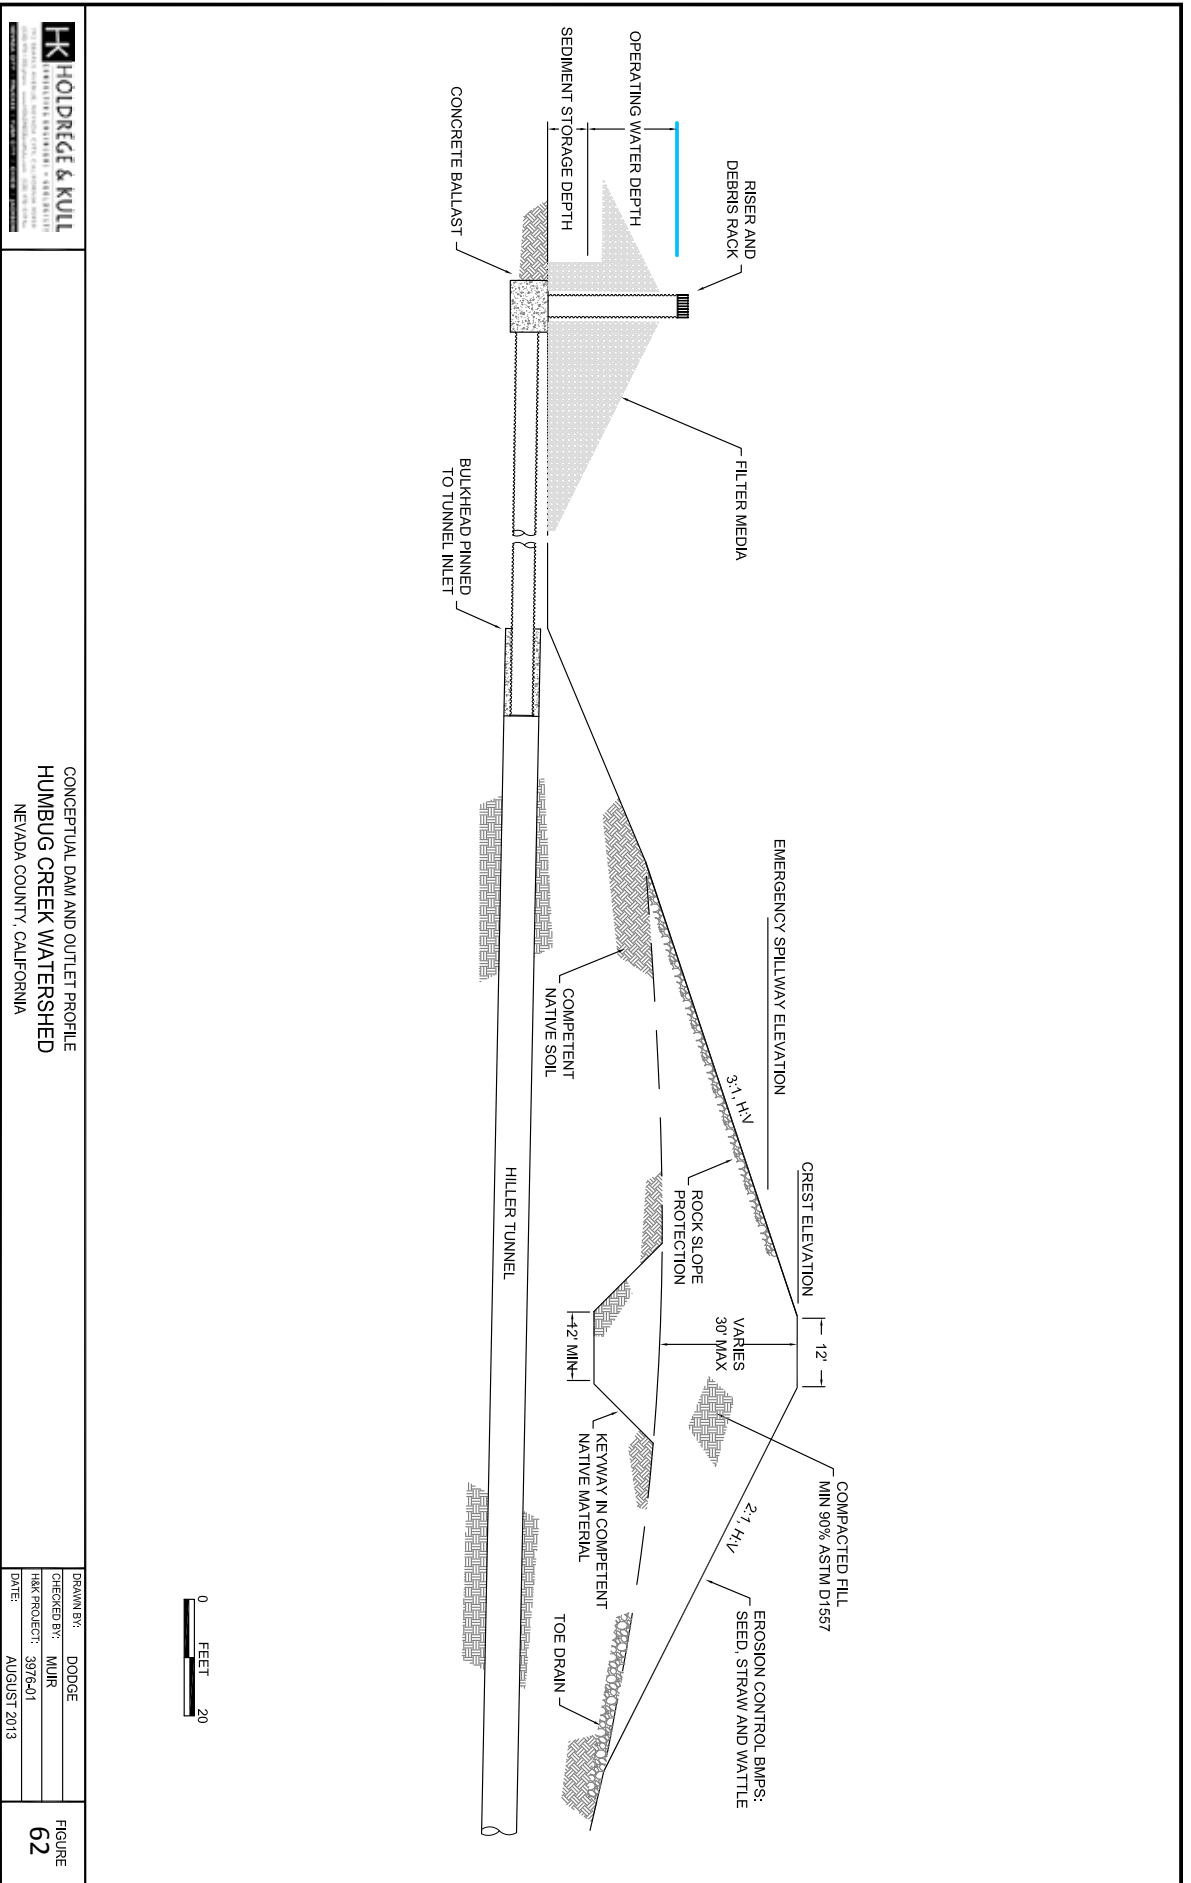 RISER AND
DEBRIS RACK
OPERATING WATER DEPTH
SEDIMENT STORAGE DEPTH
CONCRETE BALLAST
FILTER MEDIA
BULKHEAD PINNED
TO TUNNEL INLET
EMERGENCY SPILLWAY ELEVATION
CREST ELEVATION
12'
3:1, H:V
ROCK SLOPE
PROTECTION
VARIES
30' MAX
COMPETENT
NATIVE SOIL
12' MIN
COMPACTED FILL
MIN 90% ASTM D1557
2:1, H:V
EROSION CONTROL BMPS:
SEED, STRAW AND WATTLE
KEYWAY IN COMPETENT
NATIVE MATERIAL
TOE DRAIN
HILLER TUNNEL
0 FEET 20
HK HOLDREGE & KULL
CONSULTING ENGINEERS • GEOLOGISTS
CONCEPTUAL DAM AND OUTLET PROFILE
HUMBUG CREEK WATERSHED
NEVADA COUNTY, CALIFORNIA
DRAWN BY: DODGE
CHECKED BY: MUIR
H&K PROJECT: 3976-01
DATE: AUGUST 2013
FIGURE
62